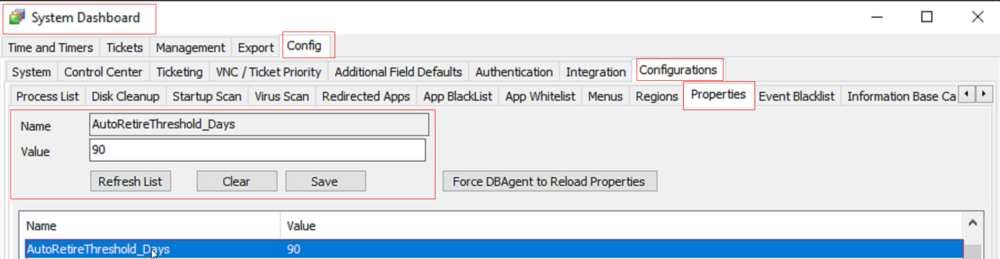 System Dashboard
Time and Timers Tickets Management Export Config
System Control Center Ticketing VNC / Ticket Priority Additional Field Defaults Authentication Integration Configurations
Process List Disk Cleanup Startup Scan Virus Scan Redirected Apps App BlackList App Whitelist Menus Regions Properties Event Blacklist Information Base Ca
Name AutoRetireThreshold_Days
Value 90
Refresh List Clear Save Force DBAgent to Reload Properties
Name Value
AutoRetireThreshold_Days 90